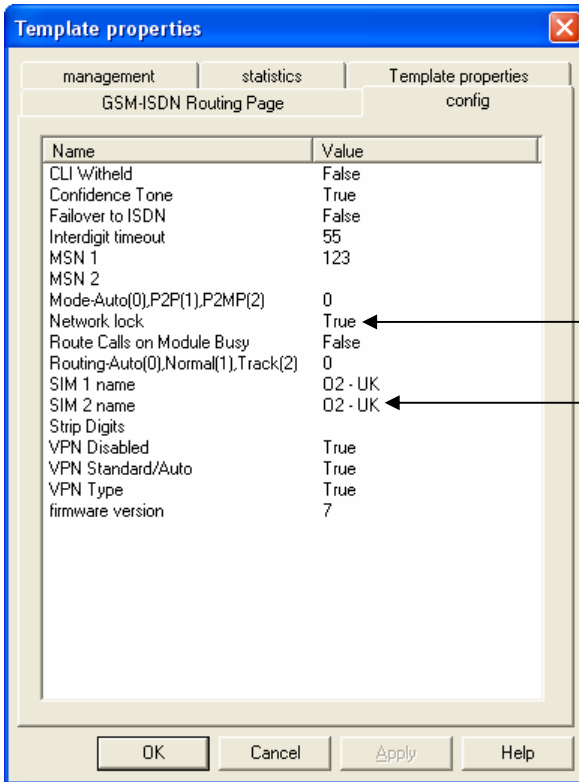 Template properties
management statistics Template properties
GSM-ISDN Routing Page config
Name Value
CLI Witheld False
Confidence Tone True
Failover to ISDN False
Interdigit timeout 55
MSN 1 123
MSN 2
Mode-Auto(0),P2P(1),P2MP(2) 0
Network lock True
Route Calls on Module Busy False
Routing-Auto(0),Normal(1),Track(2) 0
SIM 1 name O2 - UK
SIM 2 name O2 - UK
Strip Digits
VPN Disabled True
VPN Standard/Auto True
VPN Type True
firmware version 7
OK Cancel Apply Help